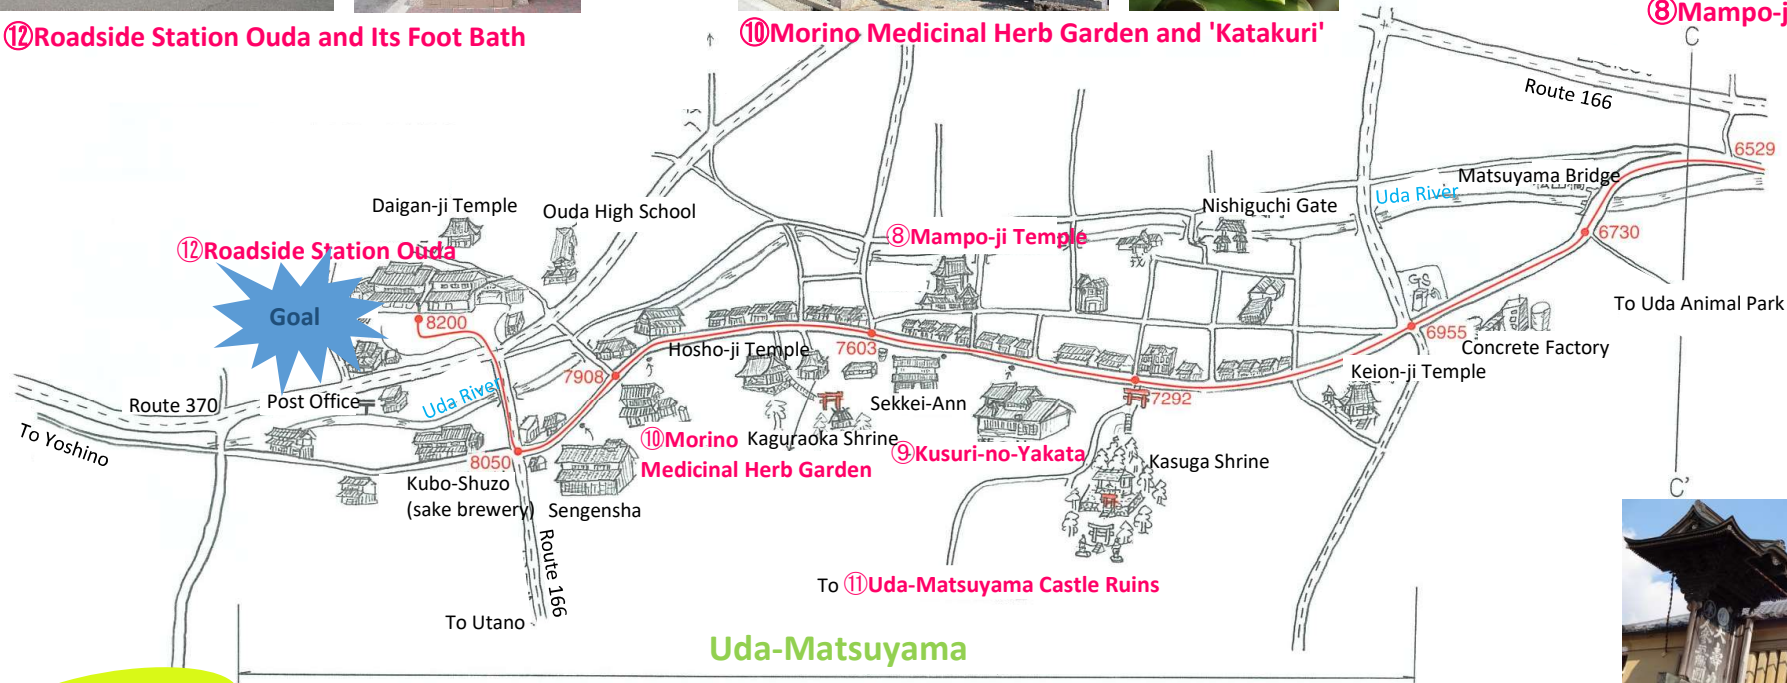 ⑫Roadside Station Ouda and Its Foot Bath
⑩Morino Medicinal Herb Garden and 'Katakuri'
⑧Mampo-j
C
Route 166
6529
Matsuyama Bridge
Uda River
Daigan-ji Temple
Ouda High School
Nishiguchi Gate
6730
⑧Mampo-ji Temple
⑫Roadside Station Ouda
GS
To Uda Animal Park
Goal
8200
6955
Concrete Factory
Hosho-ji Temple
7603
Keion-ji Temple
7908
7292
Route 370
Post Office〒
Uda River
Sekkei-Ann
To Yoshino
⑩Morino
Medicinal Herb Garden
Kaguraoka Shrine
⑨Kusuri-no-Yakata
Kasuga Shrine
8050
Kubo-Shuzo
(sake brewery)
Sengensha
C'
Route 166
To ⑪Uda-Matsuyama Castle Ruins
To Utano
Uda-Matsuyama